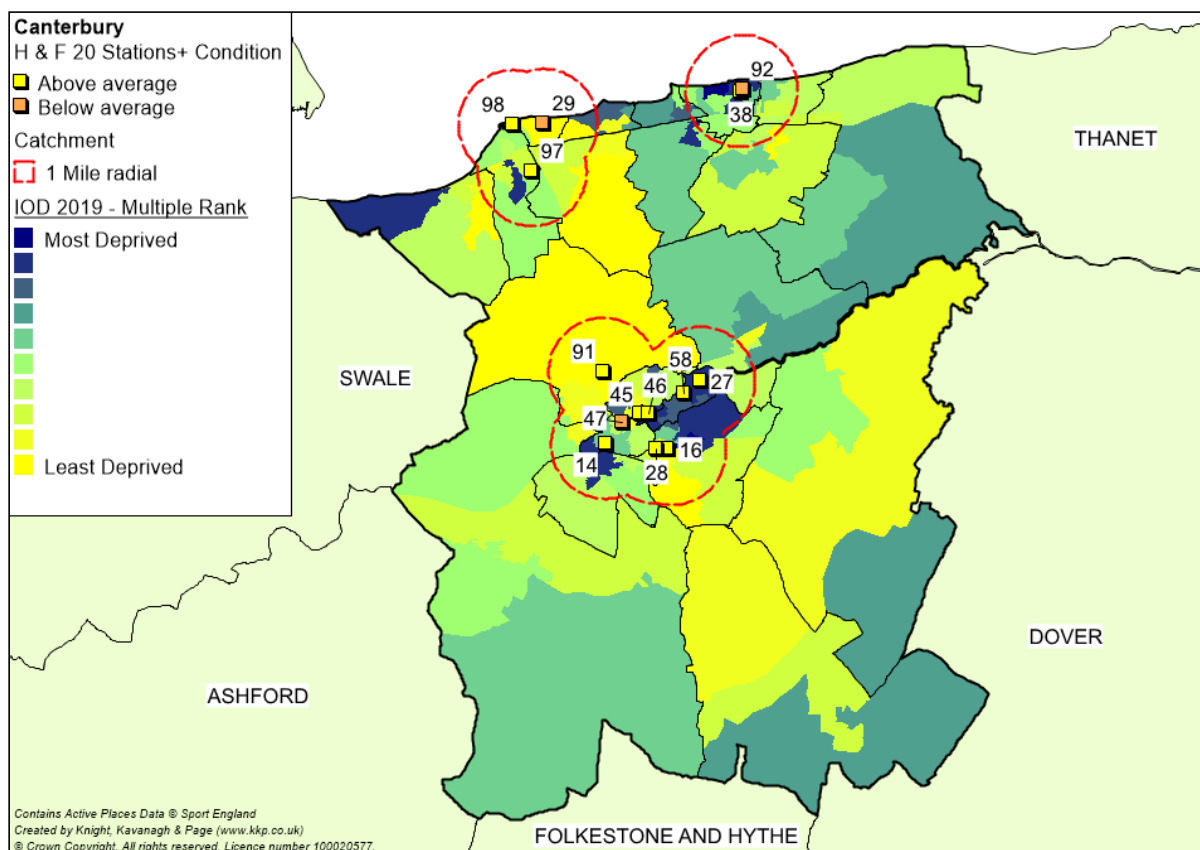 Canterbury
H & F 20 Stations+ Condition
Above average
Below average
Catchment
1 Mile radial
IOD 2019 - Multiple Rank
Most Deprived
Least Deprived
92
98
29
38
THANET
97
91
58
SWALE
27
45
46
47
16
14
28
DOVER
ASHFORD
FOLKESTONE AND HYTHE
Contains Active Places Data © Sport England
Created by Knight, Kavanagh & Page (www.kkp.co.uk)
© Crown Copyright. All rights reserved. Licence number 100020577.